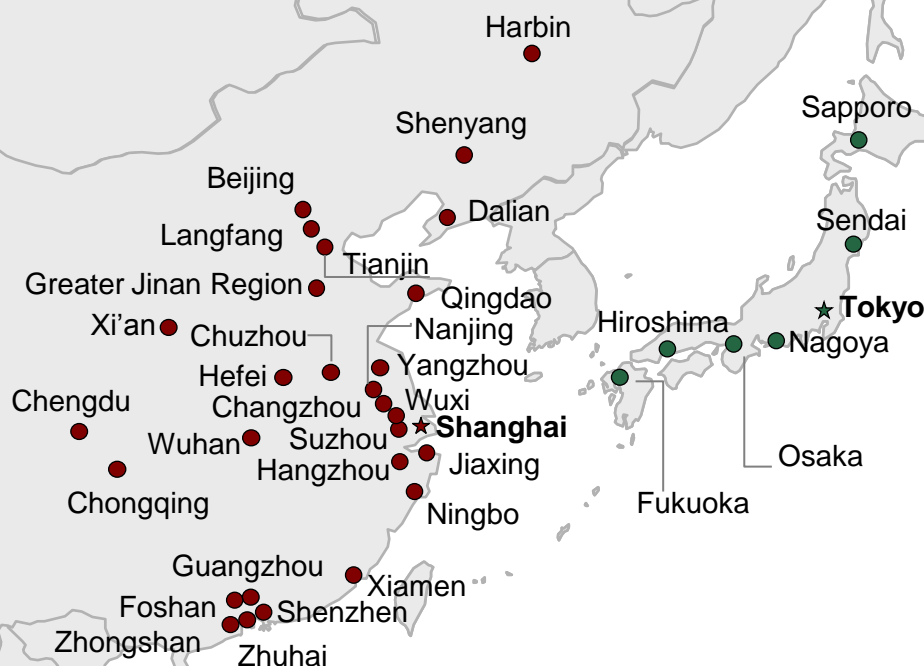 Harbin
Sapporo
Shenyang
Beijing
Dalian
Sendai
Langfang
Tianjin
Greater Jinan Region
Qingdao
Tokyo
Xi’an
Chuzhou
Nanjing
Hiroshima
Nagoya
Hefei
Yangzhou
Chengdu
Changzhou
Wuxi
Wuhan
Suzhou
Shanghai
Hangzhou
Jiaxing
Osaka
Chongqing
Ningbo
Fukuoka
Guangzhou
Xiamen
Foshan
Shenzhen
Zhongshan
Zhuhai